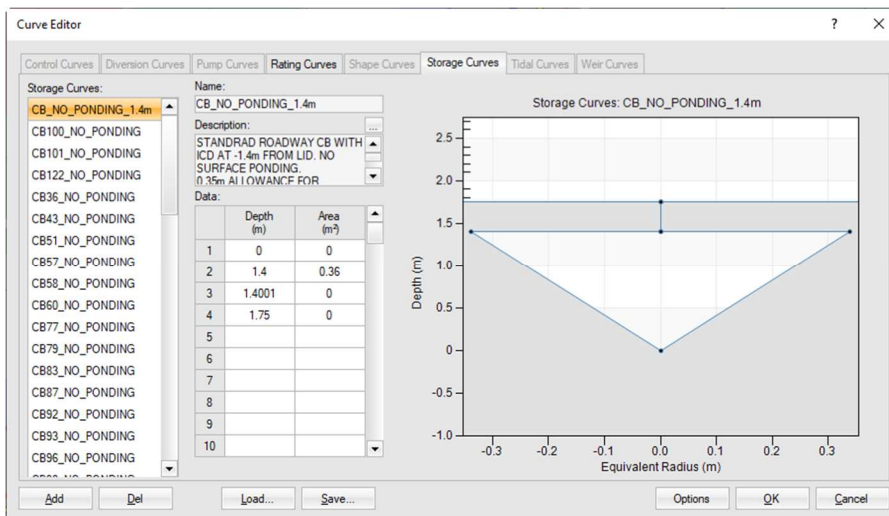 Curve Editor
? ×
Control Curves Diversion Curves Pump Curves Rating Curves Shape Curves Storage Curves Tidal Curves Weir Curves
Storage Curves:
CB_NO_PONDING_1.4m
CB100_NO_PONDING
CB101_NO_PONDING
CB122_NO_PONDING
CB36_NO_PONDING
CB43_NO_PONDING
CB51_NO_PONDING
CB57_NO_PONDING
CB58_NO_PONDING
CB60_NO_PONDING
CB77_NO_PONDING
CB79_NO_PONDING
CB83_NO_PONDING
CB87_NO_PONDING
CB92_NO_PONDING
CB93_NO_PONDING
CB96_NO_PONDING
Name:
CB_NO_PONDING_1.4m
Description:
...
STANDRAD ROADWAY CB WITH
ICD AT -1.4m FROM LID. NO
SURFACE PONDING.
0.35m ALLOWANCE FOR
Data:
Depth (m) Area (m²)
1 0 0
2 1.4 0.36
3 1.4001 0
4 1.75 0
5
6
7
8
9
10
Storage Curves: CB_NO_PONDING_1.4m
Depth (m)
2.5
2.0
1.5
1.0
0.5
0
-0.5
-1.0
-0.3 -0.2 -0.1 0.0 0.1 0.2 0.3
Equivalent Radius (m)
Add Del Load... Save... Options OK Cancel